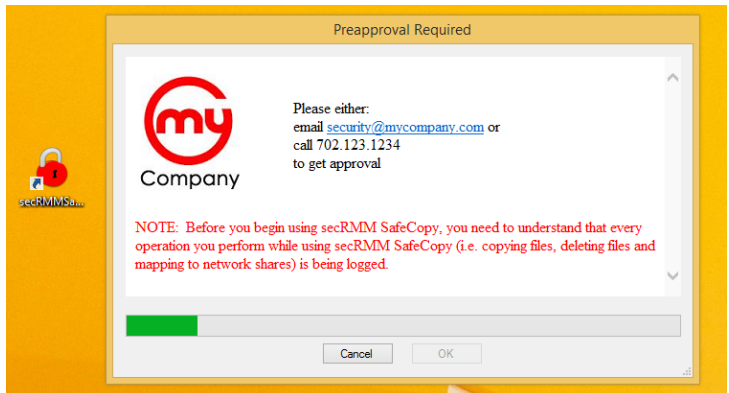 Preapproval Required
my
Company
Please either:
email security@mycompany.com or
call 702.123.1234
to get approval
secRMMSa...
NOTE: Before you begin using secRMM SafeCopy, you need to understand that every
operation you perform while using secRMM SafeCopy (i.e. copying files, deleting files and
mapping to network shares) is being logged.
Cancel
OK